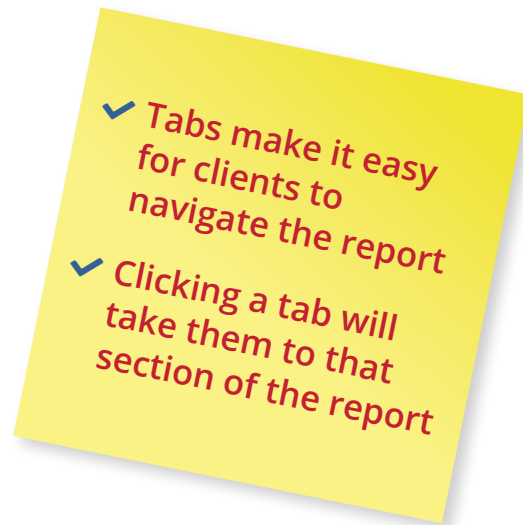 Tabs make it easy
for clients to
navigate the report
Clicking a tab will
take them to that
section of the report